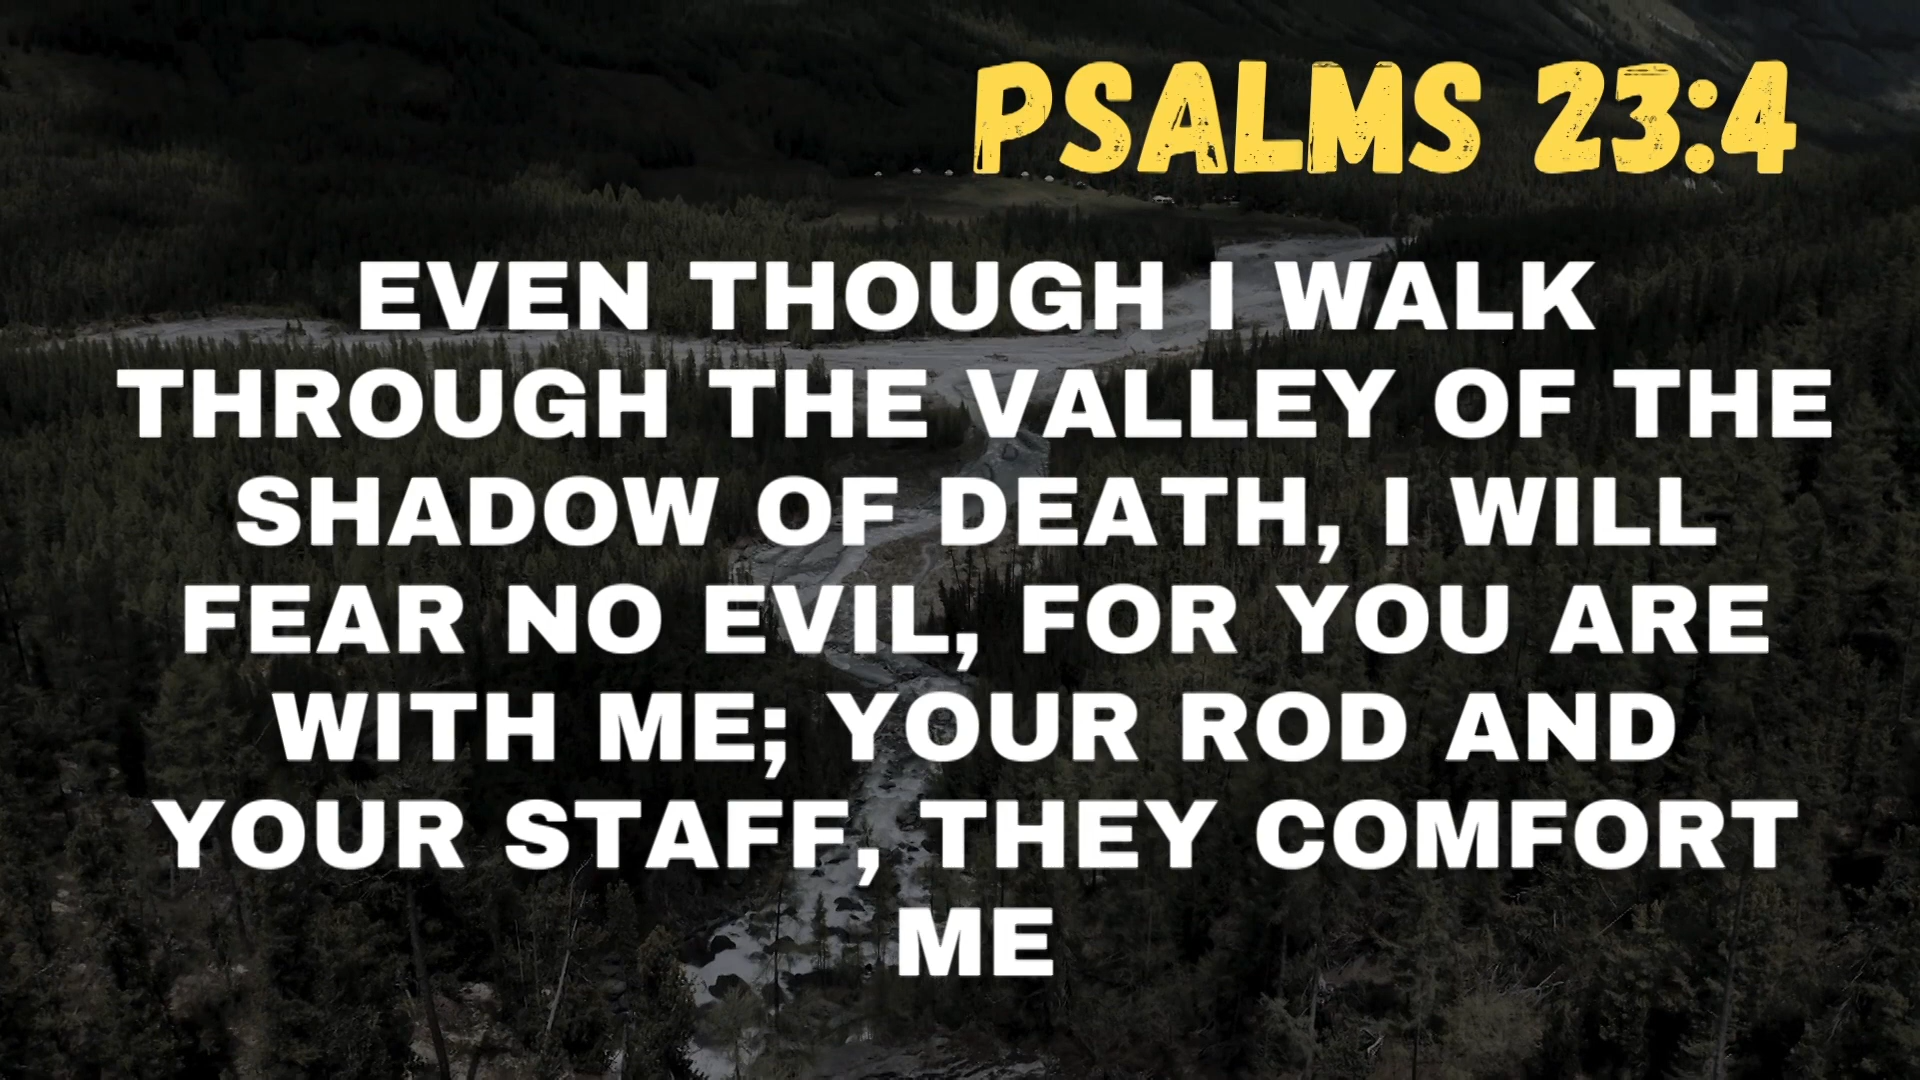 PSALMS 23:4
EVEN THOUGH I WALK
THROUGH THE VALLEY OF THE
SHADOW OF DEATH, I WILL
FEAR NO EVIL, FOR YOU ARE
WITH ME; YOUR ROD AND
YOUR STAFF, THEY COMFORT
ME